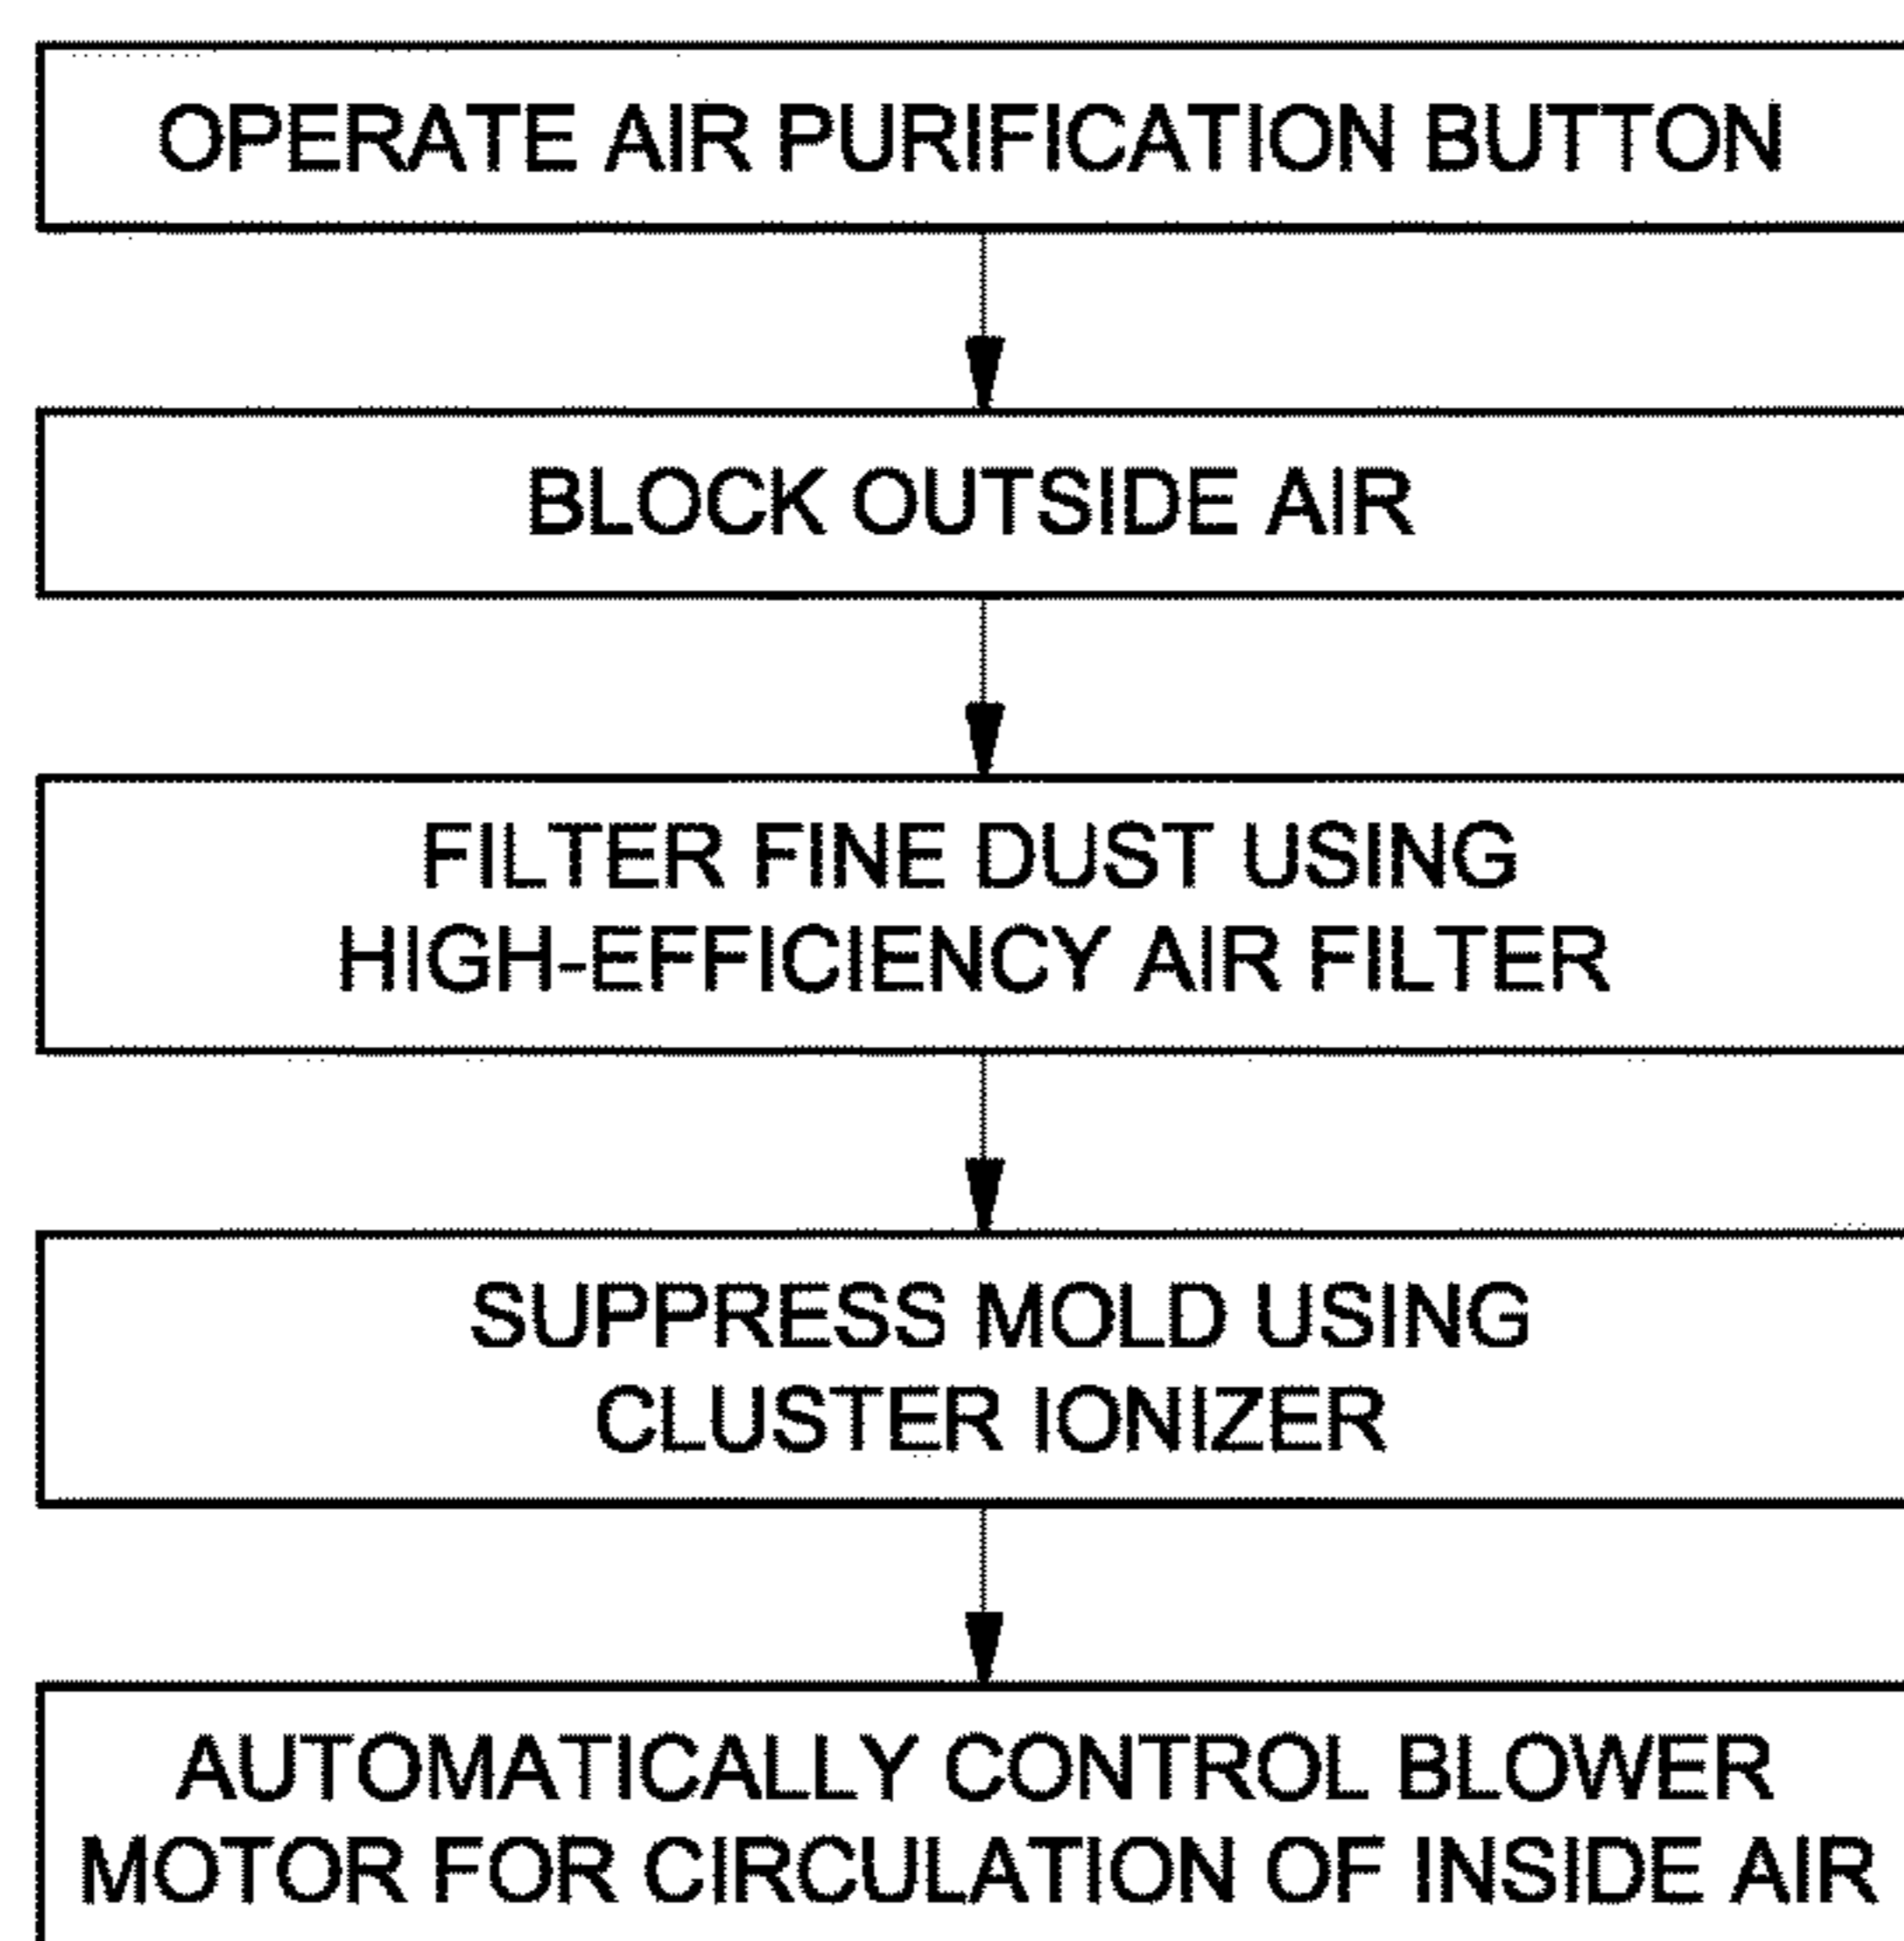 OPERATE AIR PURIFICATION BUTTON
BLOCK OUTSIDE AIR
FILTER FINE DUST USING
HIGH-EFFICIENCY AIR FILTER
SUPPRESS MOLD USING
CLUSTER IONIZER
AUTOMATICALLY CONTROL BLOWER
MOTOR FOR CIRCULATION OF INSIDE AIR